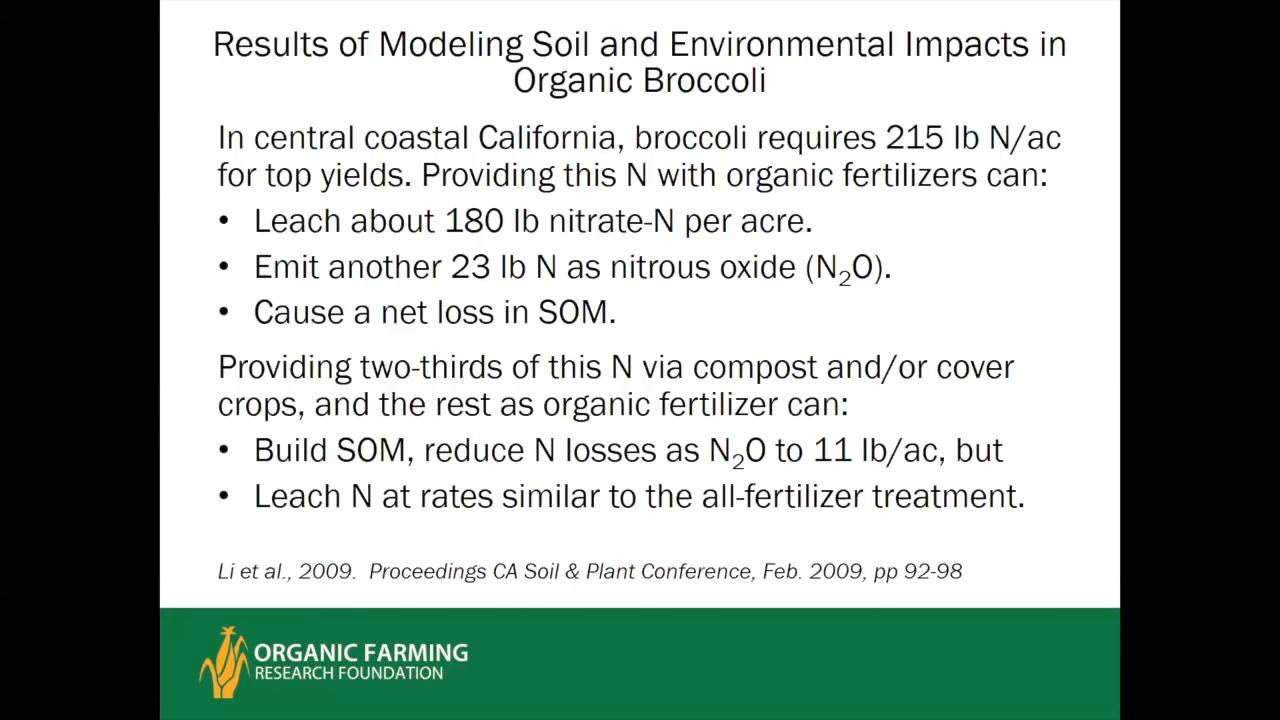 Results of Modeling Soil and Environmental Impacts in
Organic Broccoli
In central coastal California, broccoli requires 215 lb N/ac
for top yields. Providing this N with organic fertilizers can:
• Leach about 180 lb nitrate-N per acre.
• Emit another 23 lb N as nitrous oxide (N₂O).
• Cause a net loss in SOM.
Providing two-thirds of this N via compost and/or cover
crops, and the rest as organic fertilizer can:
• Build SOM, reduce N losses as N₂O to 11 lb/ac, but
• Leach N at rates similar to the all-fertilizer treatment.
Li et al., 2009. Proceedings CA Soil & Plant Conference, Feb. 2009, pp 92-98
ORGANIC FARMING
RESEARCH FOUNDATION